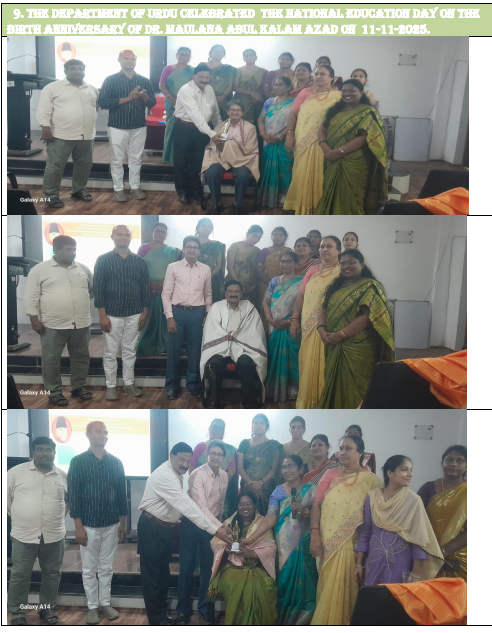 9. THE DEPARTMENT OF URDU CELEBRATED THE NATIONAL EDUCATION DAY ON THE
BIRTH ANNIVERSARY OF DR. MAULANA ABUL KALAM AZAD ON 11-11-2025.
Galaxy A14
Galaxy A14
Galaxy A14